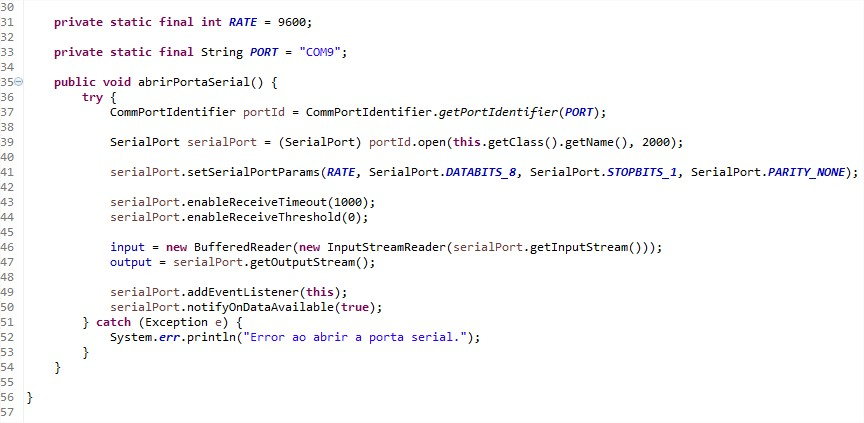 30
31 private static final int RATE = 9600;
32
33 private static final String PORT = "COM9";
34
35 public void abrirPortaSerial() {
36 try {
37 CommPortIdentifier portId = CommPortIdentifier.getPortIdentifier(PORT);
38
39 SerialPort serialPort = (SerialPort) portId.open(this.getClass().getName(), 2000);
40
41 serialPort.setSerialPortParams(RATE, SerialPort.DATABITS_8, SerialPort.STOPBITS_1, SerialPort.PARITY_NONE);
42
43 serialPort.enableReceiveTimeout(1000);
44 serialPort.enableReceiveThreshold(0);
45
46 input = new BufferedReader(new InputStreamReader(serialPort.getInputStream()));
47 output = serialPort.getOutputStream();
48
49 serialPort.addEventListener(this);
50 serialPort.notifyOnDataAvailable(true);
51 } catch (Exception e) {
52 System.err.println("Error ao abrir a porta serial.");
53 }
54 }
55
56 }
57